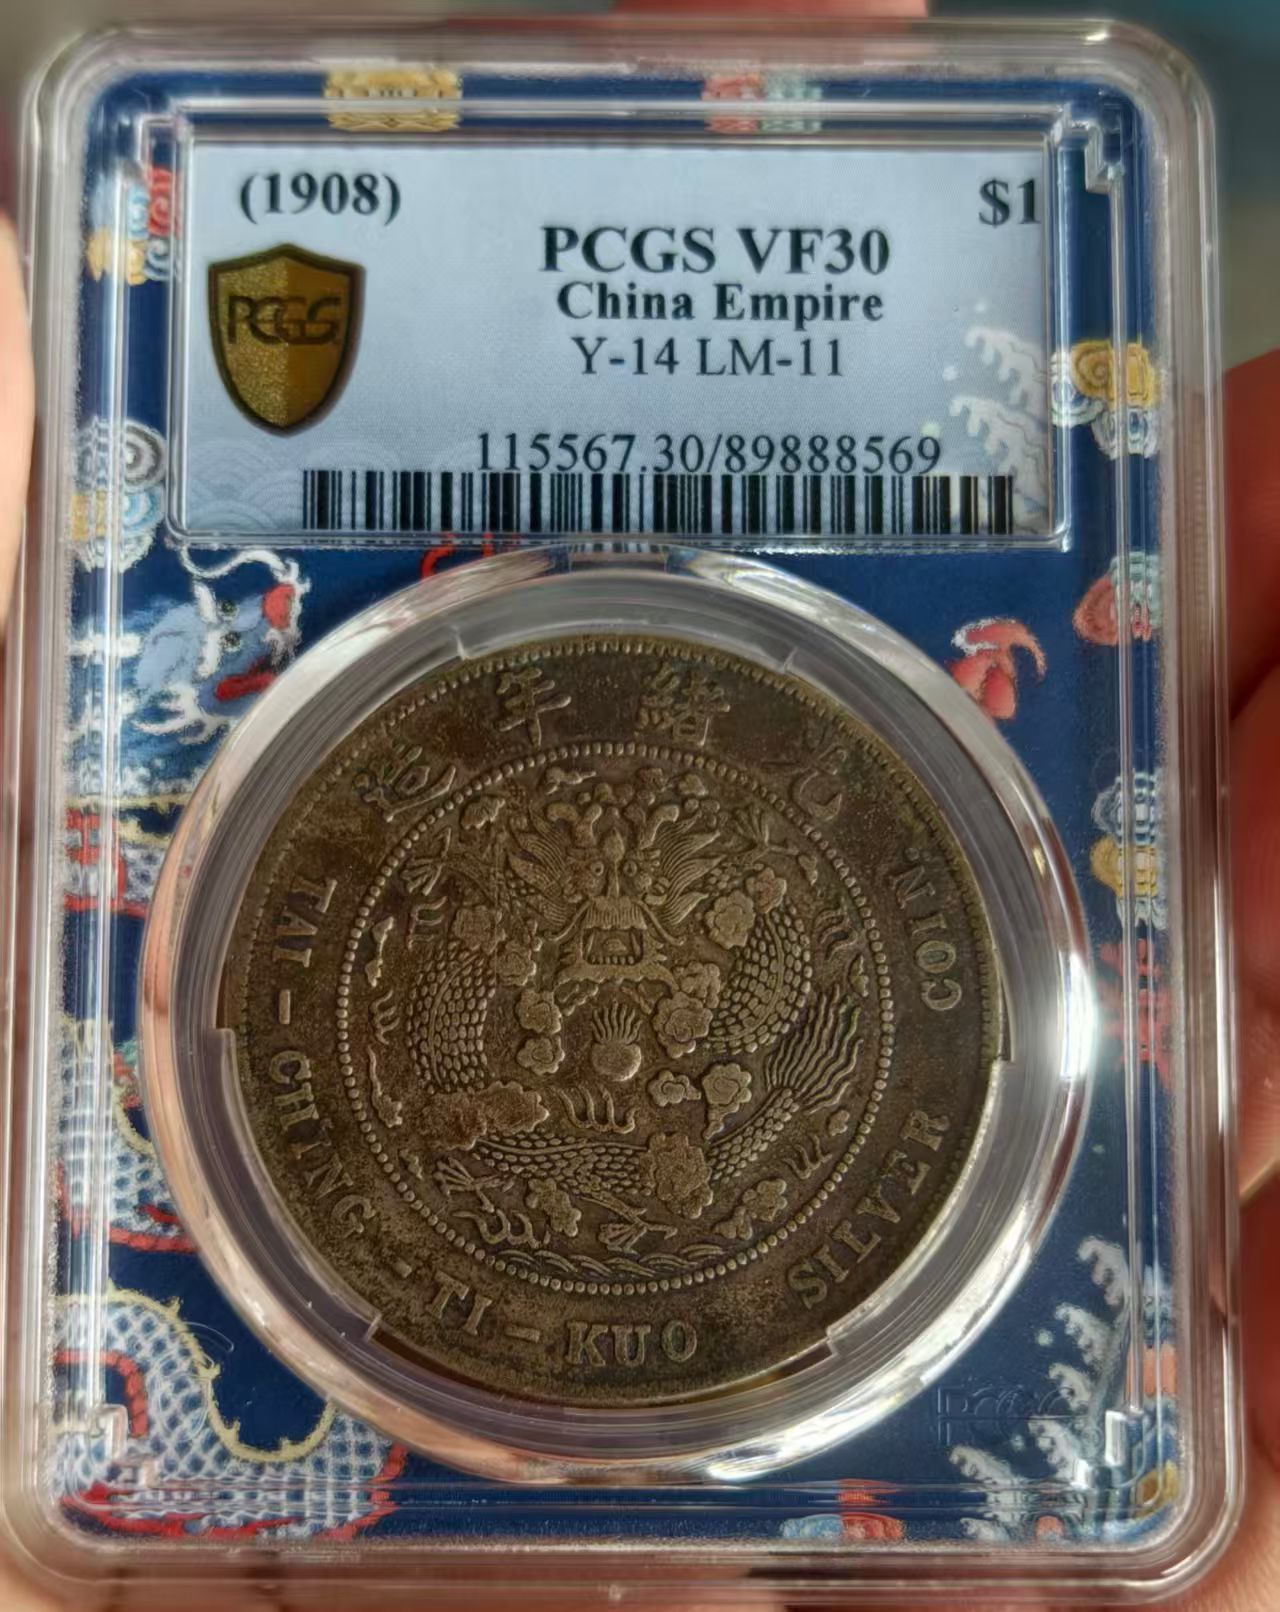 (1908)
$1
PCGS VF30
China Empire
Y-14 LM-11
PCGS
115567.30/89888569
造年緒光
TAI-CHING-TI-KUO
SILVER
COIN.
PCGS